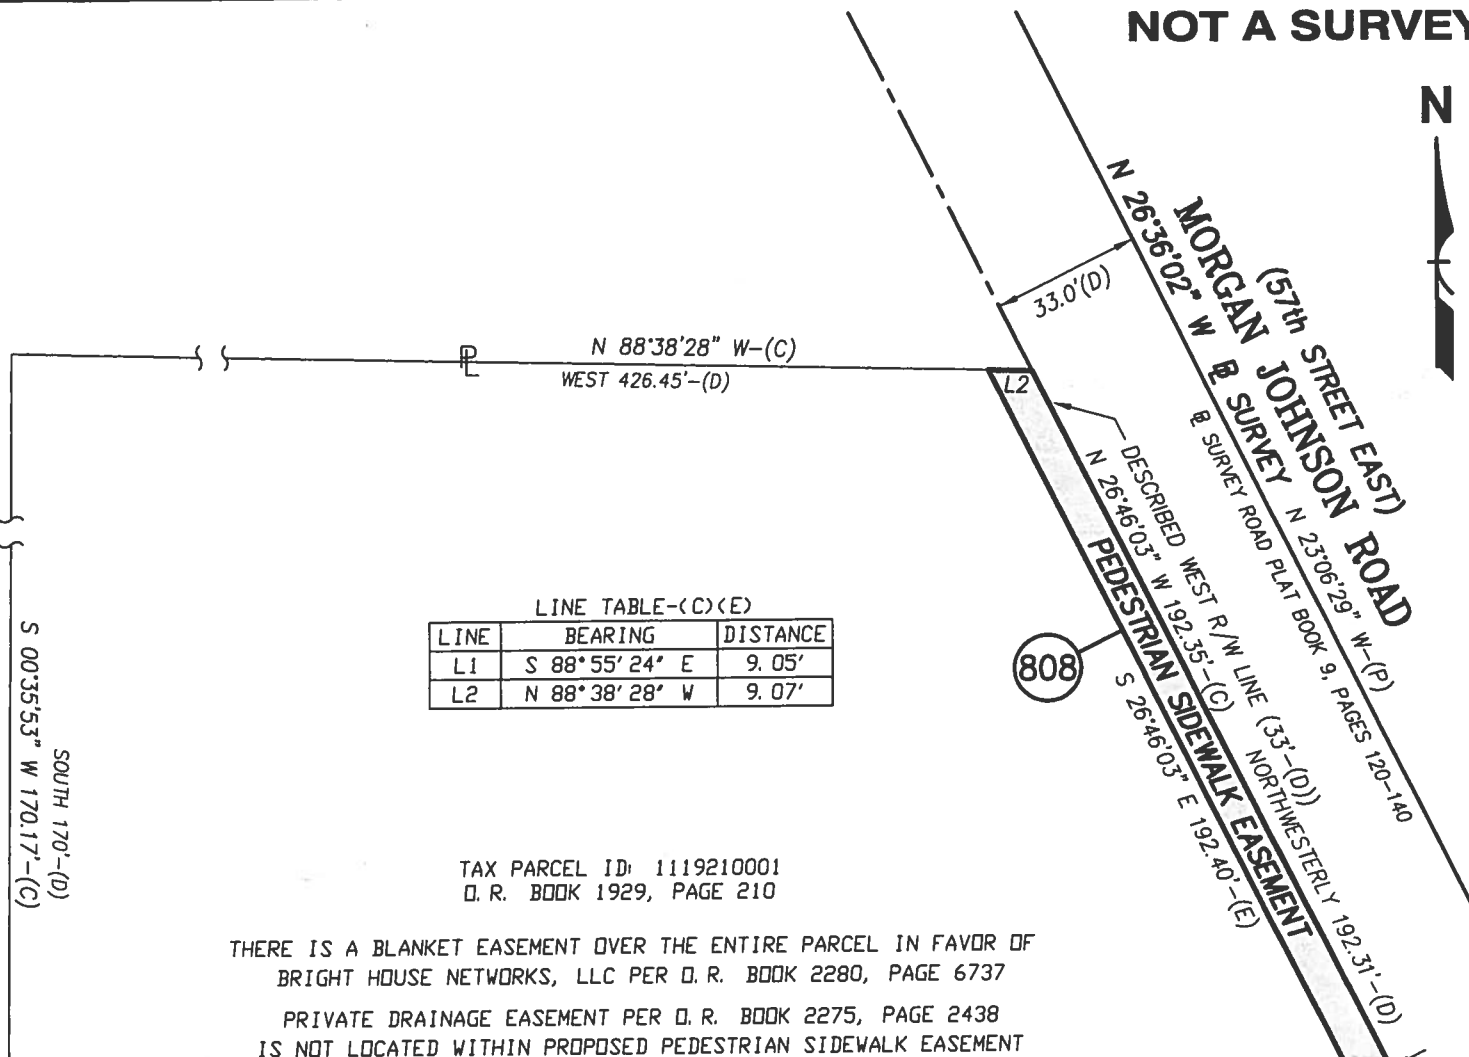 NOT A SURVEY
N
N 26°36'02" W ℄ SURVEY
MORGAN JOHNSON ROAD
(57th STREET EAST)
33.0'(D)
N 88°38'28" W-(C)
WEST 426.45'-(D)
L2
SURVEY ROAD PLAT BOOK 9, PAGES 120-140
N 23°06'29" W-(P)
DESCRIBED WEST R/W LINE (33'-(D))
N 26°46'03" W 192.35'-(C)
NORTHWESTERLY 192.31'-(D)
PEDESTRIAN SIDEWALK EASEMENT
S 26°46'03" E 192.40'-(E)
808
LINE TABLE-(C)(E)
LINE BEARING DISTANCE
L1 S 88°55'24" E 9.05'
L2 N 88°38'28" W 9.07'
SOUTH 170'-(D)
S 00°35'53" W 170.17'-(C)
TAX PARCEL ID: 1119210001
O.R. BOOK 1929, PAGE 210
THERE IS A BLANKET EASEMENT OVER THE ENTIRE PARCEL IN FAVOR OF
BRIGHT HOUSE NETWORKS, LLC PER O.R. BOOK 2280, PAGE 6737
PRIVATE DRAINAGE EASEMENT PER O.R. BOOK 2275, PAGE 2438
IS NOT LOCATED WITHIN PROPOSED PEDESTRIAN SIDEWALK EASEMENT